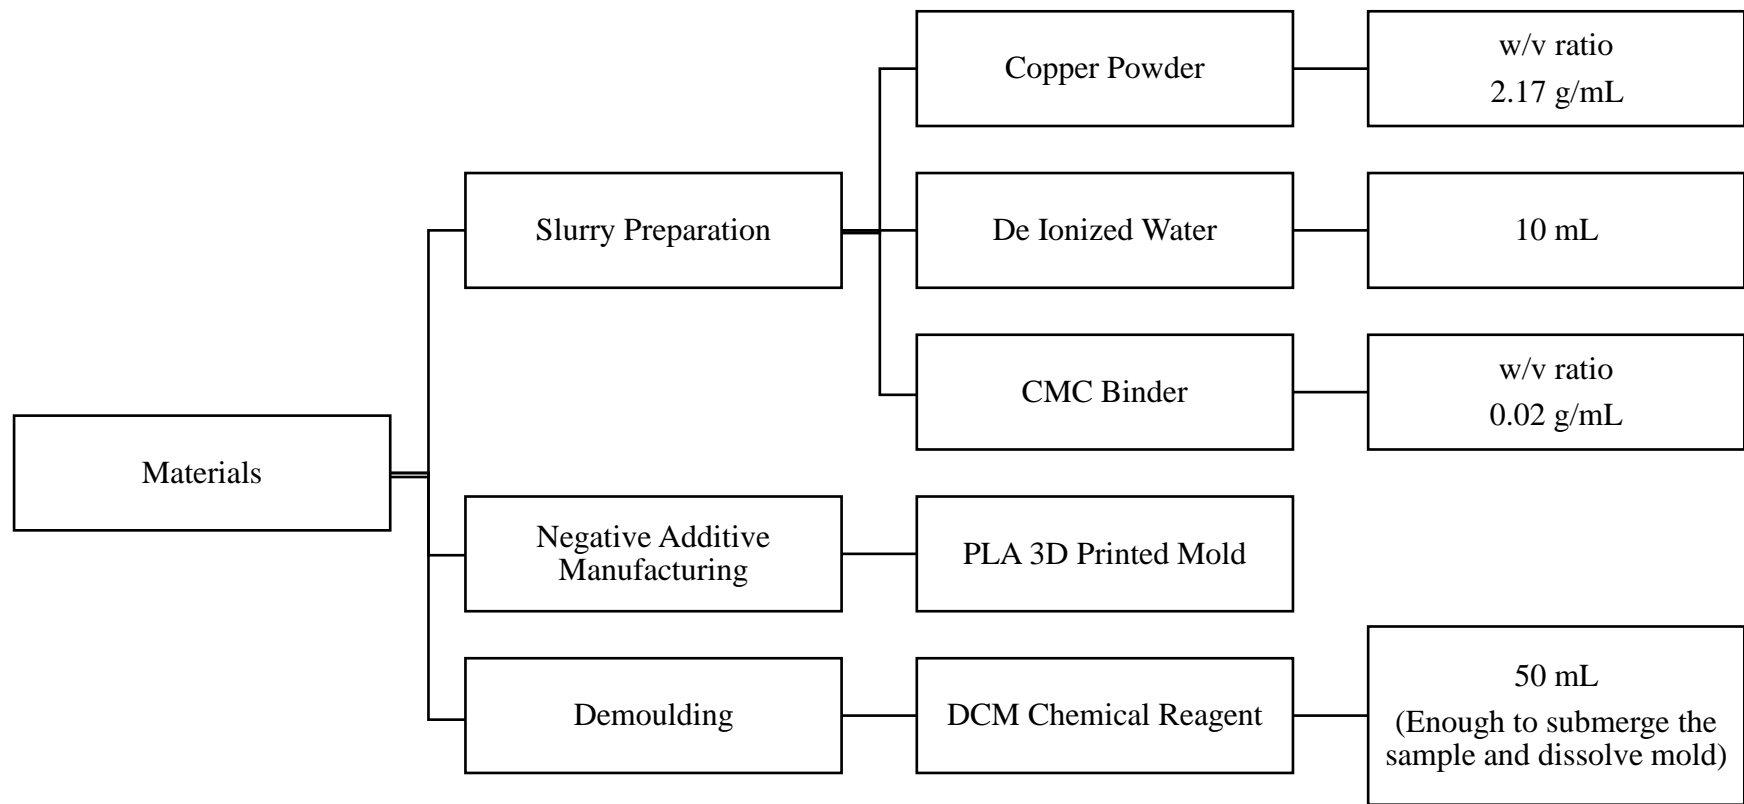 Materials
Slurry Preparation
Copper Powder
w/v ratio
2.17 g/mL
De Ionized Water
10 mL
CMC Binder
w/v ratio
0.02 g/mL
Negative Additive
Manufacturing
PLA 3D Printed Mold
Demoulding
DCM Chemical Reagent
50 mL
(Enough to submerge the
sample and dissolve mold)